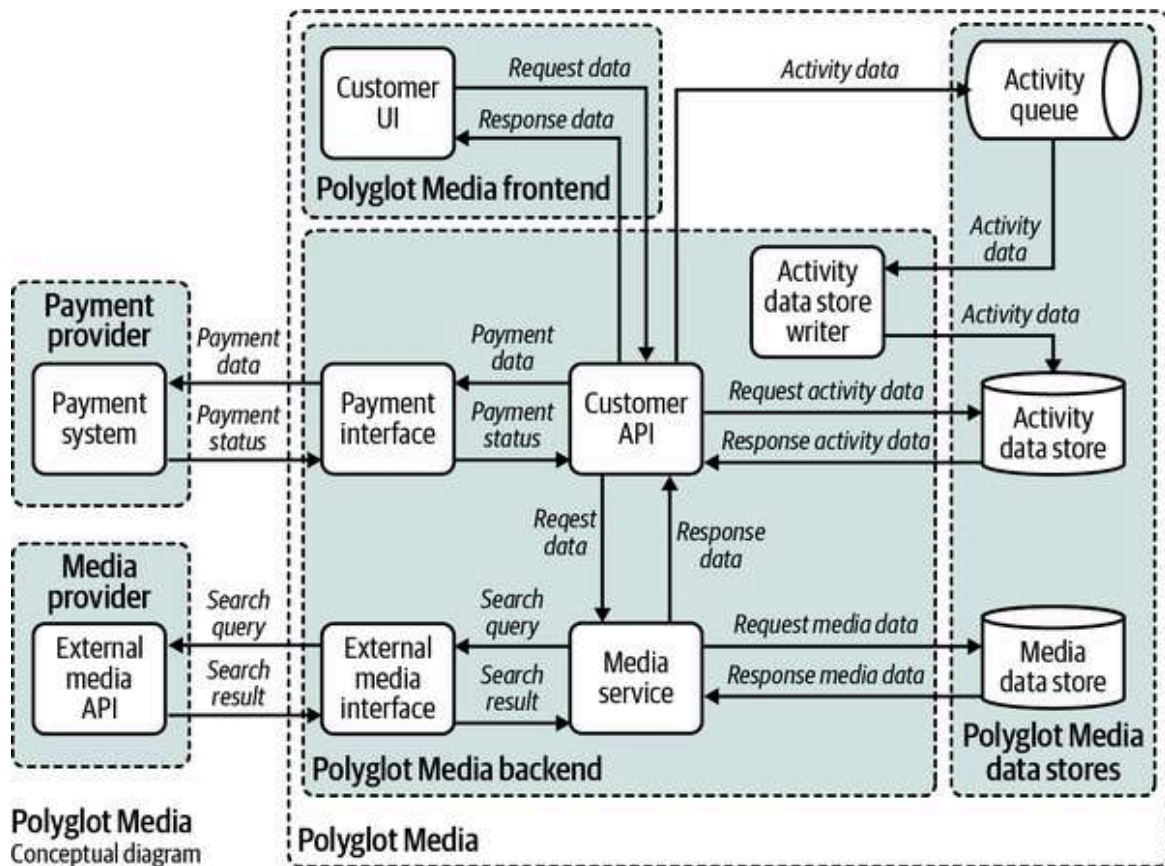 Customer
UI
Request data
Response data
Polyglot Media frontend
Activity data
Activity
queue
Activity
data
Activity
data store
writer
Activity data
Payment
provider
Payment
system
Payment
data
Payment
status
Payment
interface
Payment
data
Payment
status
Customer
API
Request activity data
Response activity data
Activity
data store
Reqest
data
Response
data
Media
provider
External
media
API
Search
query
Search
result
External
media
interface
Search
query
Search
result
Media
service
Request media data
Response media data
Media
data store
Polyglot Media backend
Polyglot Media
data stores
Polyglot Media
Conceptual diagram
Polyglot Media